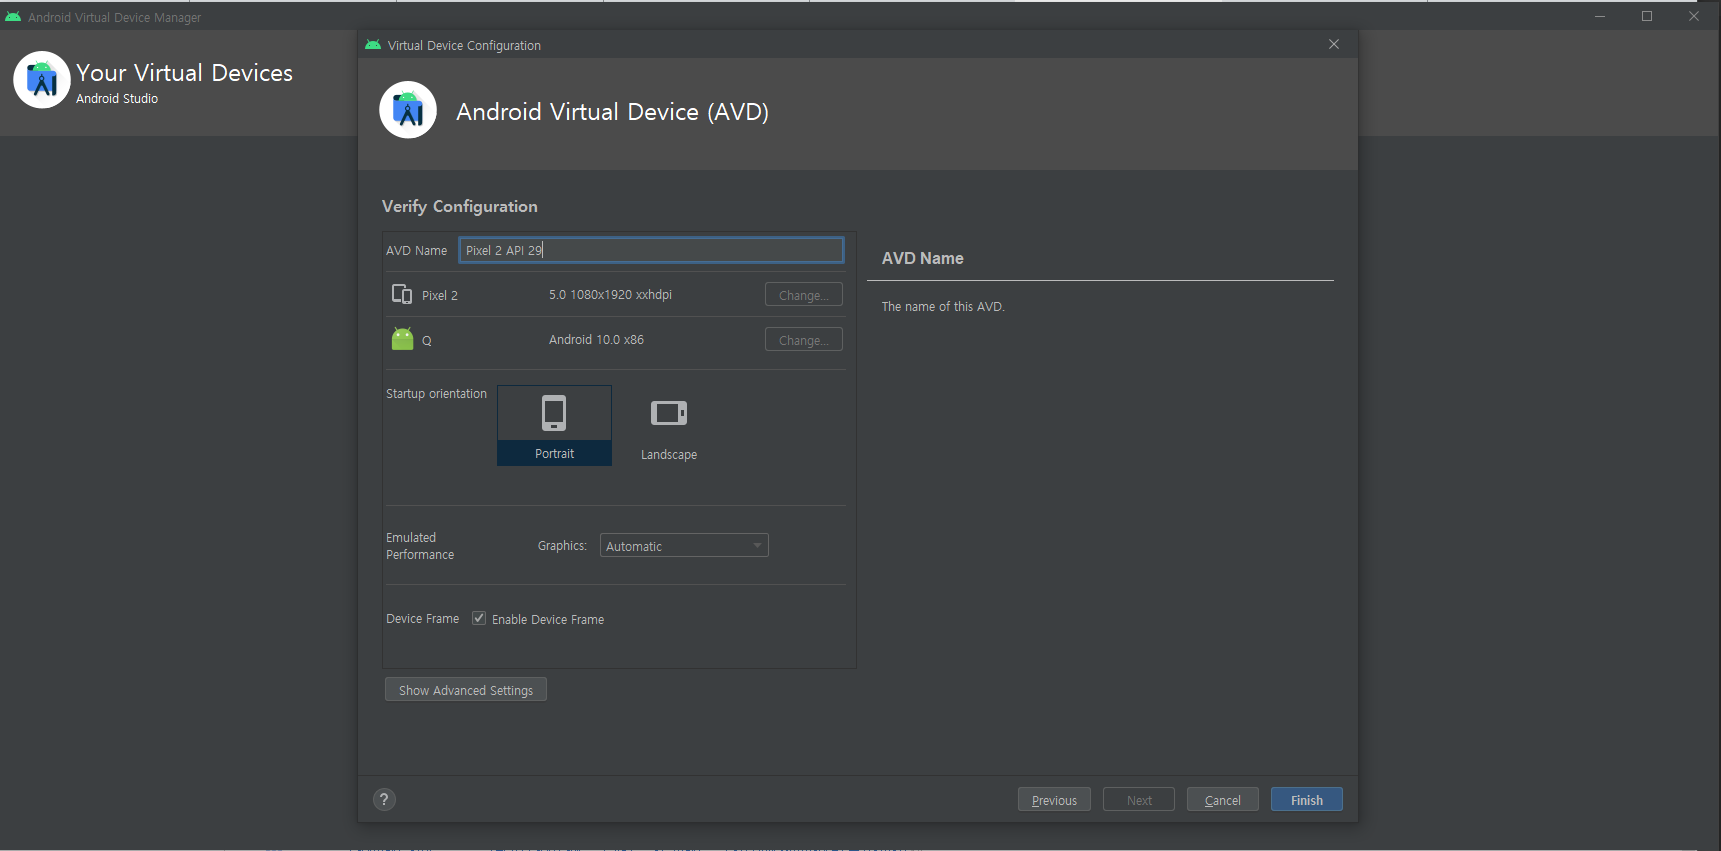 Android Virtual Device Manager
Your Virtual Devices
Android Studio
Virtual Device Configuration
Android Virtual Device (AVD)
Verify Configuration
AVD Name Pixel 2 API 29
Pixel 2 5.0 1080x1920 xxhdpi Change...
Q Android 10.0 x86 Change...
Startup orientation
Portrait
Landscape
Emulated
Performance
Graphics: Automatic
Device Frame Enable Device Frame
Show Advanced Settings
AVD Name
The name of this AVD.
? Previous Next Cancel Finish